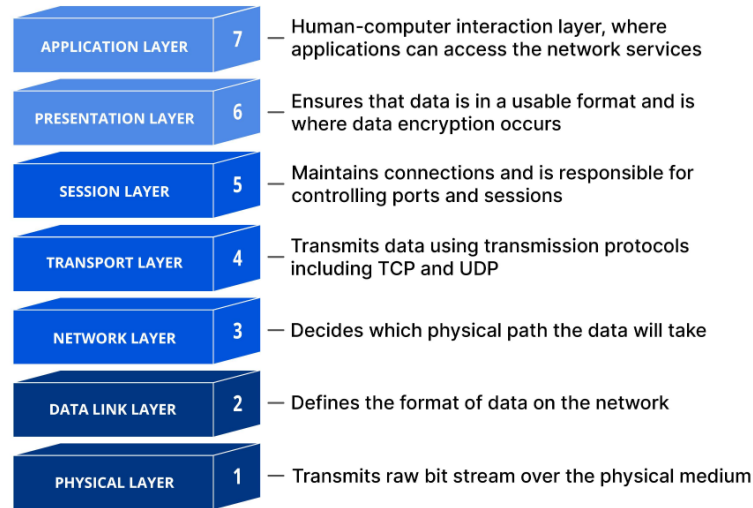 APPLICATION LAYER 7 — Human-computer interaction layer, where
applications can access the network services
PRESENTATION LAYER 6 — Ensures that data is in a usable format and is
where data encryption occurs
SESSION LAYER 5 — Maintains connections and is responsible for
controlling ports and sessions
TRANSPORT LAYER 4 — Transmits data using transmission protocols
including TCP and UDP
NETWORK LAYER 3 — Decides which physical path the data will take
DATA LINK LAYER 2 — Defines the format of data on the network
PHYSICAL LAYER 1 — Transmits raw bit stream over the physical medium